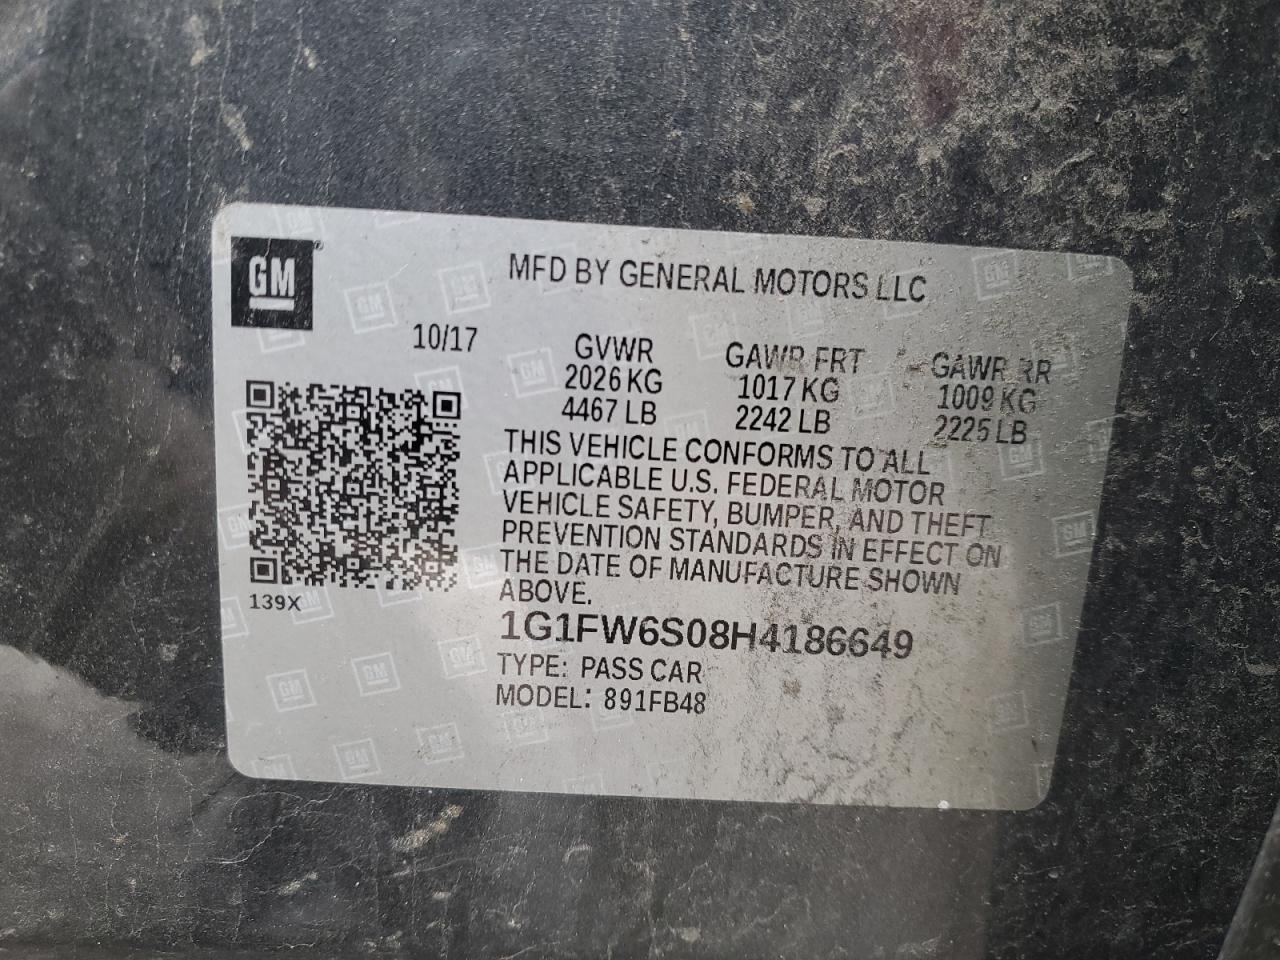 GM
MFD BY GENERAL MOTORS LLC
10/17
GVWR GAWR FRT GAWR RR
2026 KG 1017 KG 1009 KG
4467 LB 2242 LB 2225 LB
THIS VEHICLE CONFORMS TO ALL
APPLICABLE U.S. FEDERAL MOTOR
VEHICLE SAFETY, BUMPER, AND THEFT
PREVENTION STANDARDS IN EFFECT ON
THE DATE OF MANUFACTURE SHOWN
ABOVE.
139X
1G1FW6S08H4186649
TYPE: PASS CAR
MODEL: 891FB48